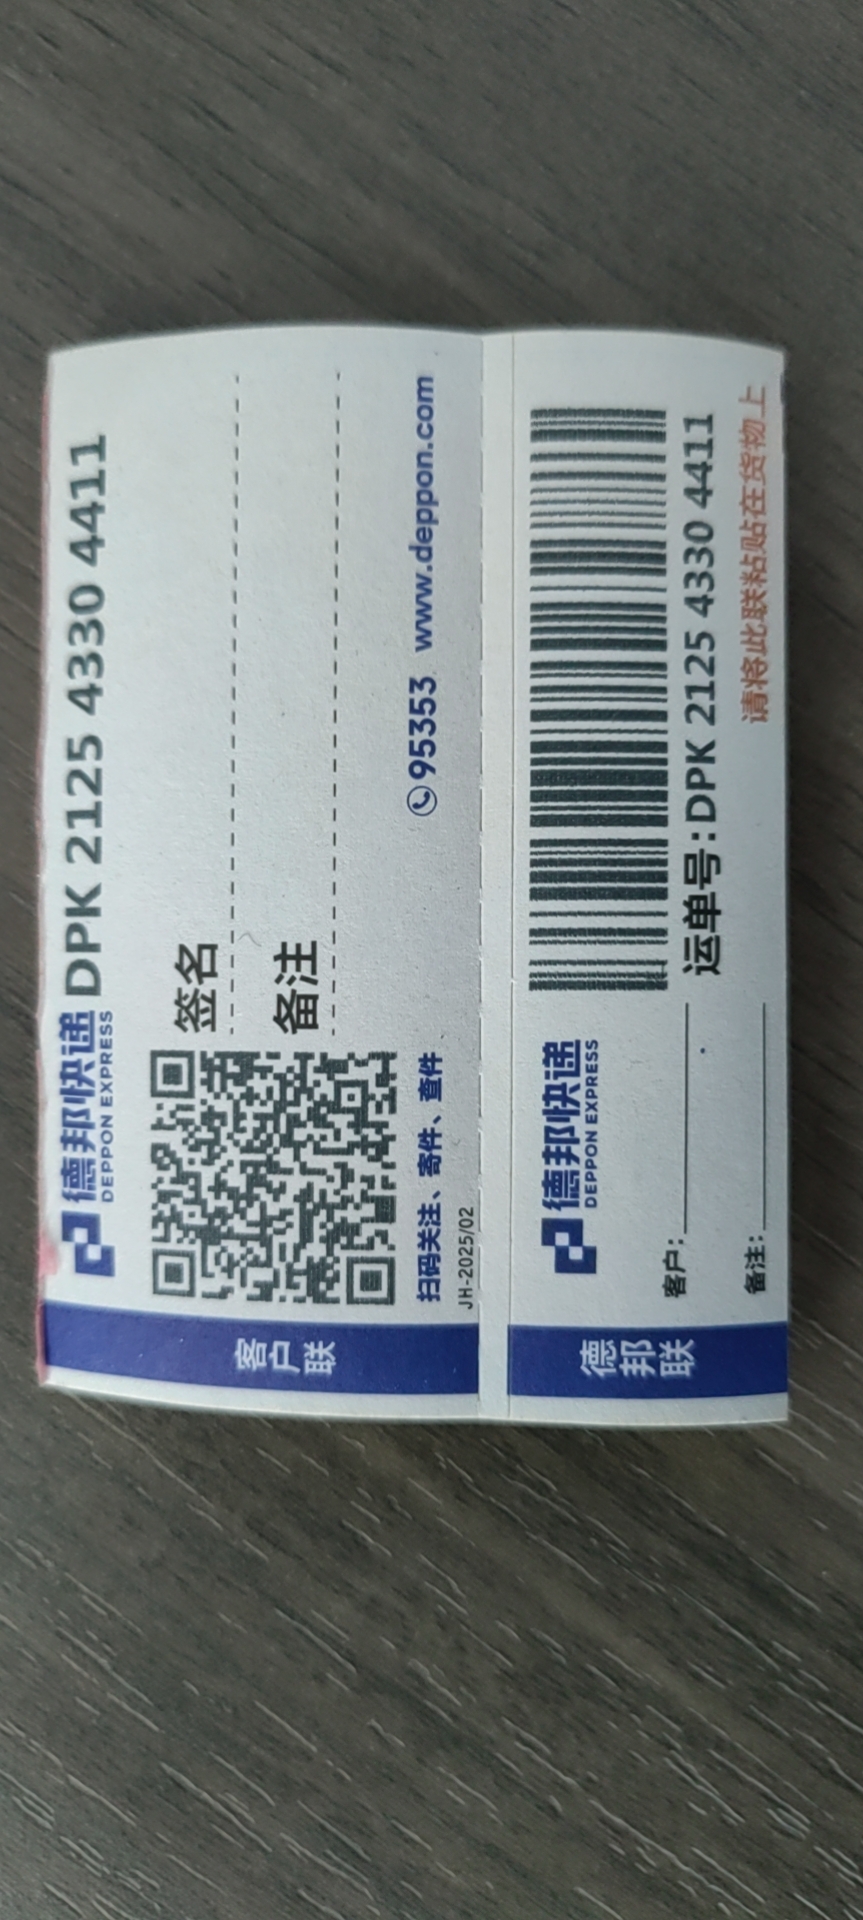 客户联
德邦快递 DPK 2125 4330 4411
DEPPON EXPRESS
签名
备注
扫码关注、寄件、查件
95353 www.deppon.com
JH-2025/02
德邦联
德邦快递
DEPPON EXPRESS
客户：
备注：
运单号：DPK 2125 4330 4411
请将此联粘贴在货物上